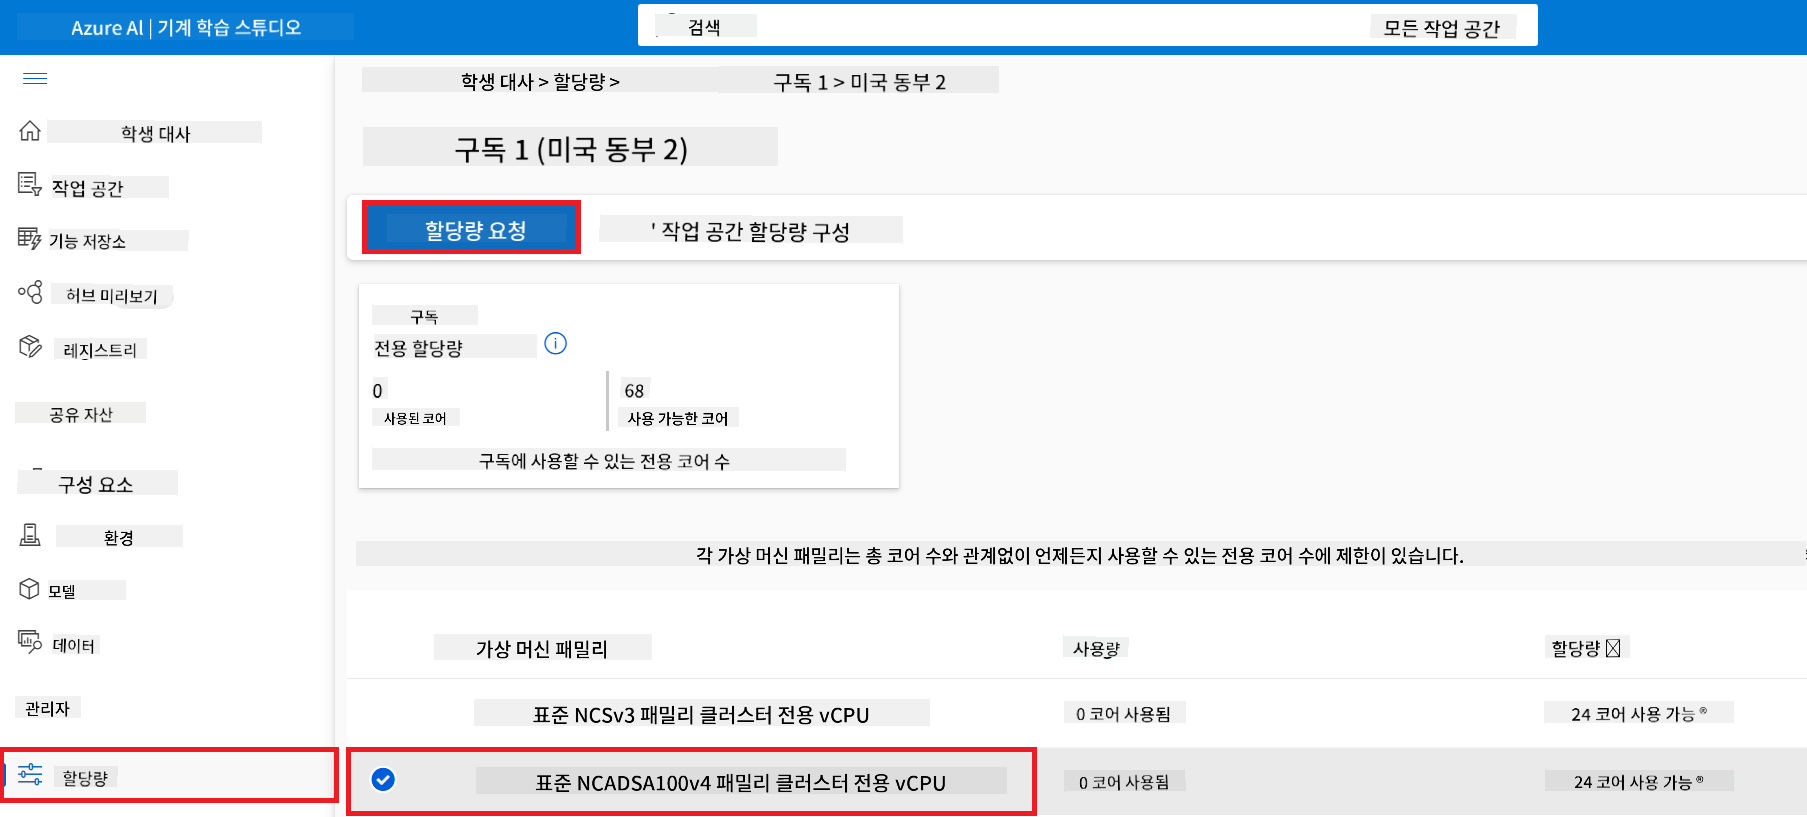 Azure AI | 기계 학습 스튜디오
검색
모든 작업 공간
학생 대사 > 할당량 >
구독 1 > 미국 동부 2
학생 대사
구독 1 (미국 동부 2)
작업 공간
기능 저장소
할당량 요청
' 작업 공간 할당량 구성
허브 미리보기
구독
레지스트리
전용 할당량
0
68
공유 자산
사용된 코어
사용 가능한 코어
구독에 사용할 수 있는 전용 코어 수
구성 요소
환경
각 가상 머신 패밀리는 총 코어 수와 관계없이 언제든지 사용할 수 있는 전용 코어 수에 제한이 있습니다.
모델
데이터
가상 머신 패밀리
사용량
할당량
관리자
표준 NCSv3 패밀리 클러스터 전용 vCPU
0 코어 사용됨
24 코어 사용 가능 ®
할당량
표준 NCADSA100v4 패밀리 클러스터 전용 vCPU
0 코어 사용됨
24 코어 사용 가능 ®